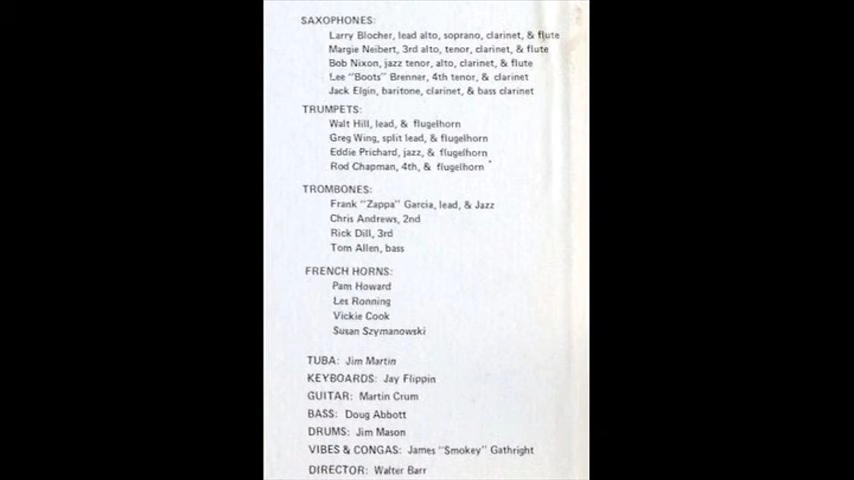 SAXOPHONES:
Larry Blocher, lead alto, soprano, clarinet, & flute
Margie Neibert, 3rd alto, tenor, clarinet, & flute
Bob Nixon, jazz tenor, alto, clarinet, & flute
Lee "Boots" Brenner, 4th tenor, & clarinet
Jack Elgin, baritone, clarinet, & bass clarinet
TRUMPETS:
Walt Hill, lead, & flugelhorn
Greg Wing, split lead, & flugelhorn
Eddie Prichard, jazz, & flugelhorn
Rod Chapman, 4th, & flugelhorn
TROMBONES:
Frank "Zappa" Garcia, lead, & Jazz
Chris Andrews, 2nd
Rick Dill, 3rd
Tom Allen, bass
FRENCH HORNS:
Pam Howard
Les Ronning
Vickie Cook
Susan Szymanowski
TUBA: Jim Martin
KEYBOARDS: Jay Flippin
GUITAR: Martin Crum
BASS: Doug Abbott
DRUMS: Jim Mason
VIBES & CONGAS: James "Smokey" Gathright
DIRECTOR: Walter Barr